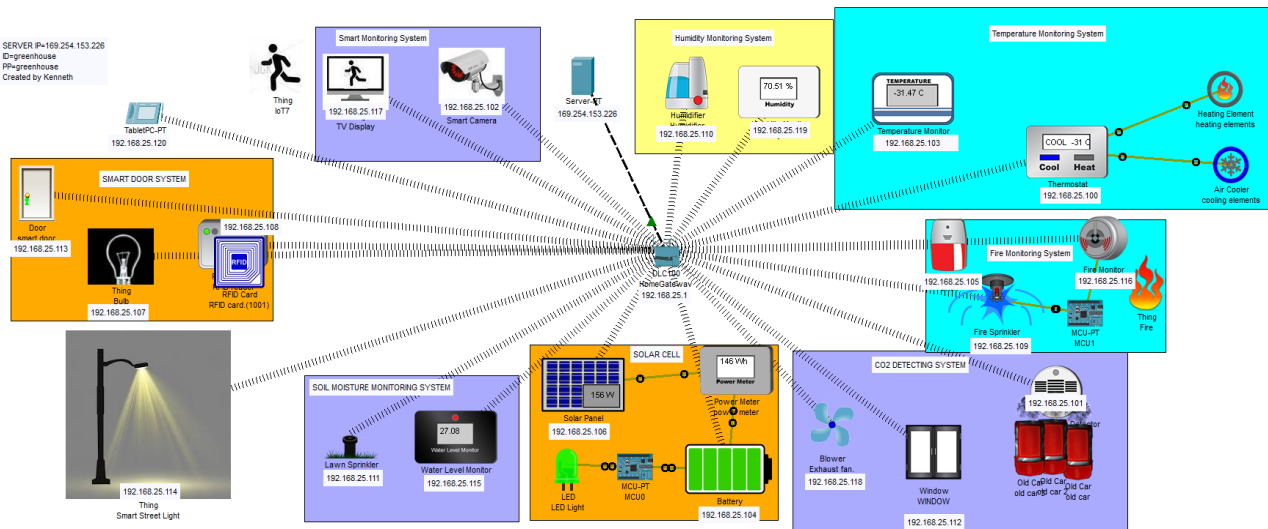 SERVER IP=169.254.153.226
ID=greenhouse
PP=greenhouse
Created by Kenneth
Thing
IoT7
TabletPC-PT
192.168.25.120
Smart Monitoring System
192.168.25.117
TV Display
192.168.25.102
Smart Camera
169.254.153.226
Humidity Monitoring System
Humidifier
192.168.25.110
70.51 %
Humidity
192.168.25.119
Temperature Monitoring System
TEMPERATURE
-31.47 C
Temperature Monitor
192.168.25.103
COOL -31 C
Cool Heat
Thermostat
192.168.25.100
Heating Element
heating elements
Air Cooler
cooling elements
SMART DOOR SYSTEM
Door
smart door
192.168.25.113
Thing
Bulb
192.168.25.107
192.168.25.108
RFID
RFID Card
RFID card.(1001)
DLC100
HomeGateway
192.168.25.1
Fire Monitoring System
192.168.25.105
Fire Monitor
192.168.25.116
Fire Sprinkler
192.168.25.109
MCU-PT
MCU1
Thing
Fire
192.168.25.114
Thing
Smart Street Light
SOIL MOISTURE MONITORING SYSTEM
Lawn Sprinkler
192.168.25.111
27.08
Water Level Monitor
Water Level Monitor
192.168.25.115
SOLAR CELL
156 W
Solar Panel
192.168.25.106
146 Wh
Power Meter
Power Meter
power meter
LED
LED Light
MCU-PT
MCU0
Battery
192.168.25.104
CO2 DETECTING SYSTEM
Blower
Exhaust fan.
192.168.25.118
Window
WINDOW
192.168.25.112
192.168.25.101
Old Car
Old Car
Old Car
old car 2
old car